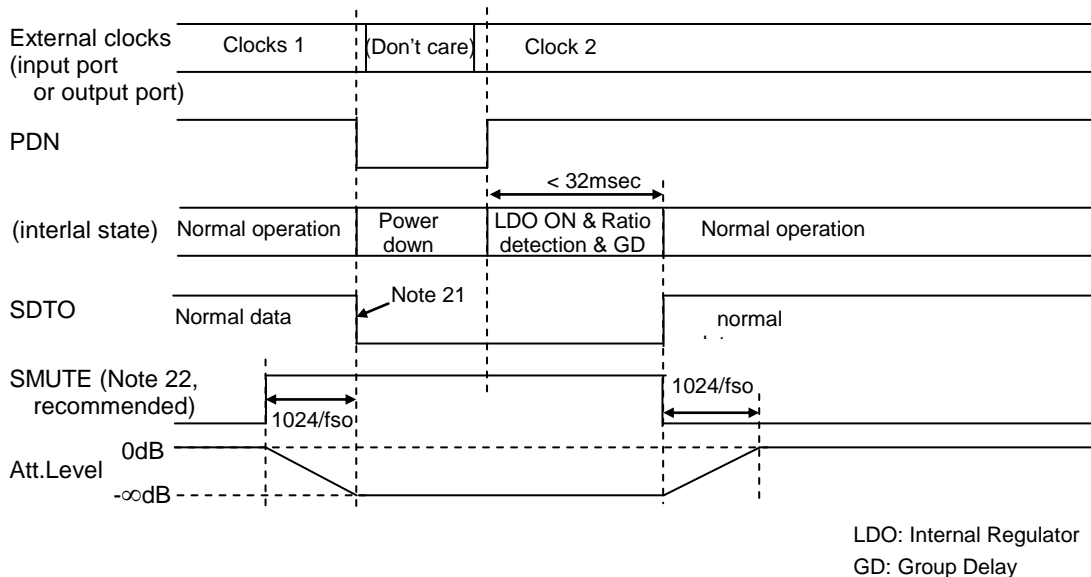 External clocks
(input port
or output port)
Clocks 1
(Don't care)
Clock 2
PDN
< 32msec
(interlal state)
Normal operation
Power
down
LDO ON & Ratio
detection & GD
Normal operation
SDTO
Normal data
Note 21
normal
SMUTE (Note 22,
recommended)
1024/fso
1024/fso
Att.Level
0dB
-∞dB
LDO: Internal Regulator
GD: Group Delay